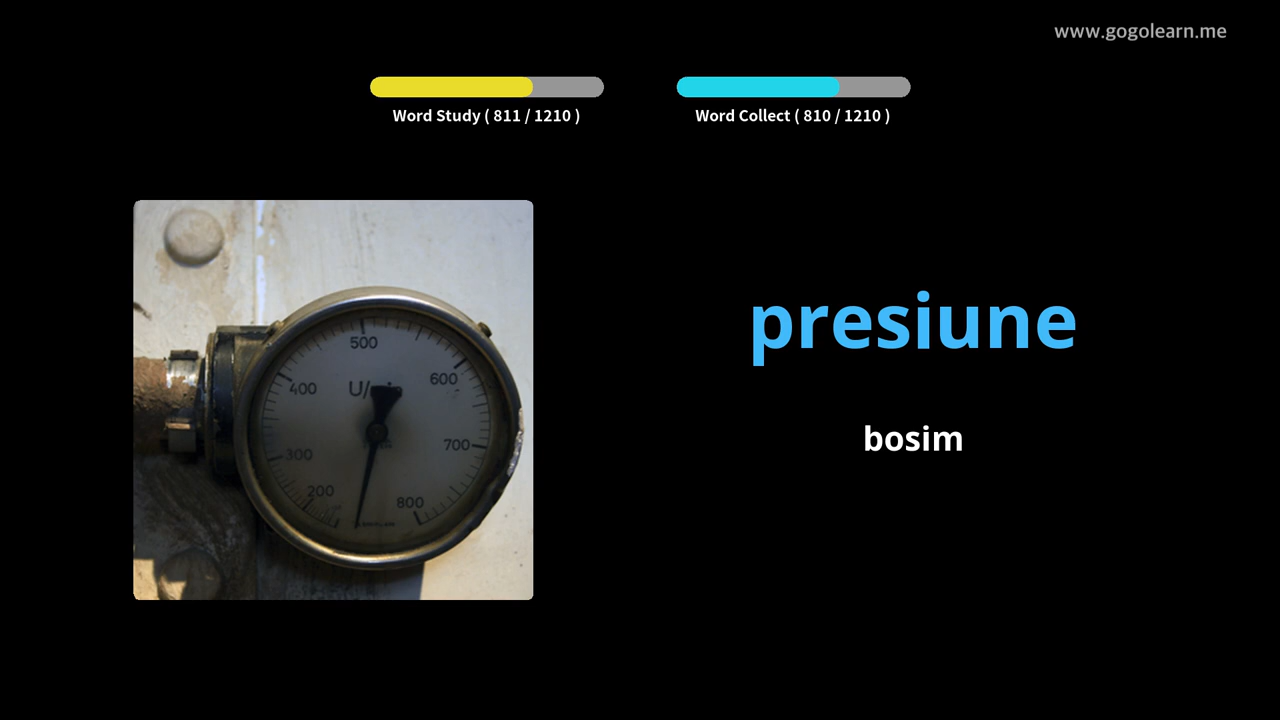 www.gogolearn.me
Word Study ( 811 / 1210 )
Word Collect ( 810 / 1210 )
500
400
600
U/min
300
700
200
800
presiune
bosim